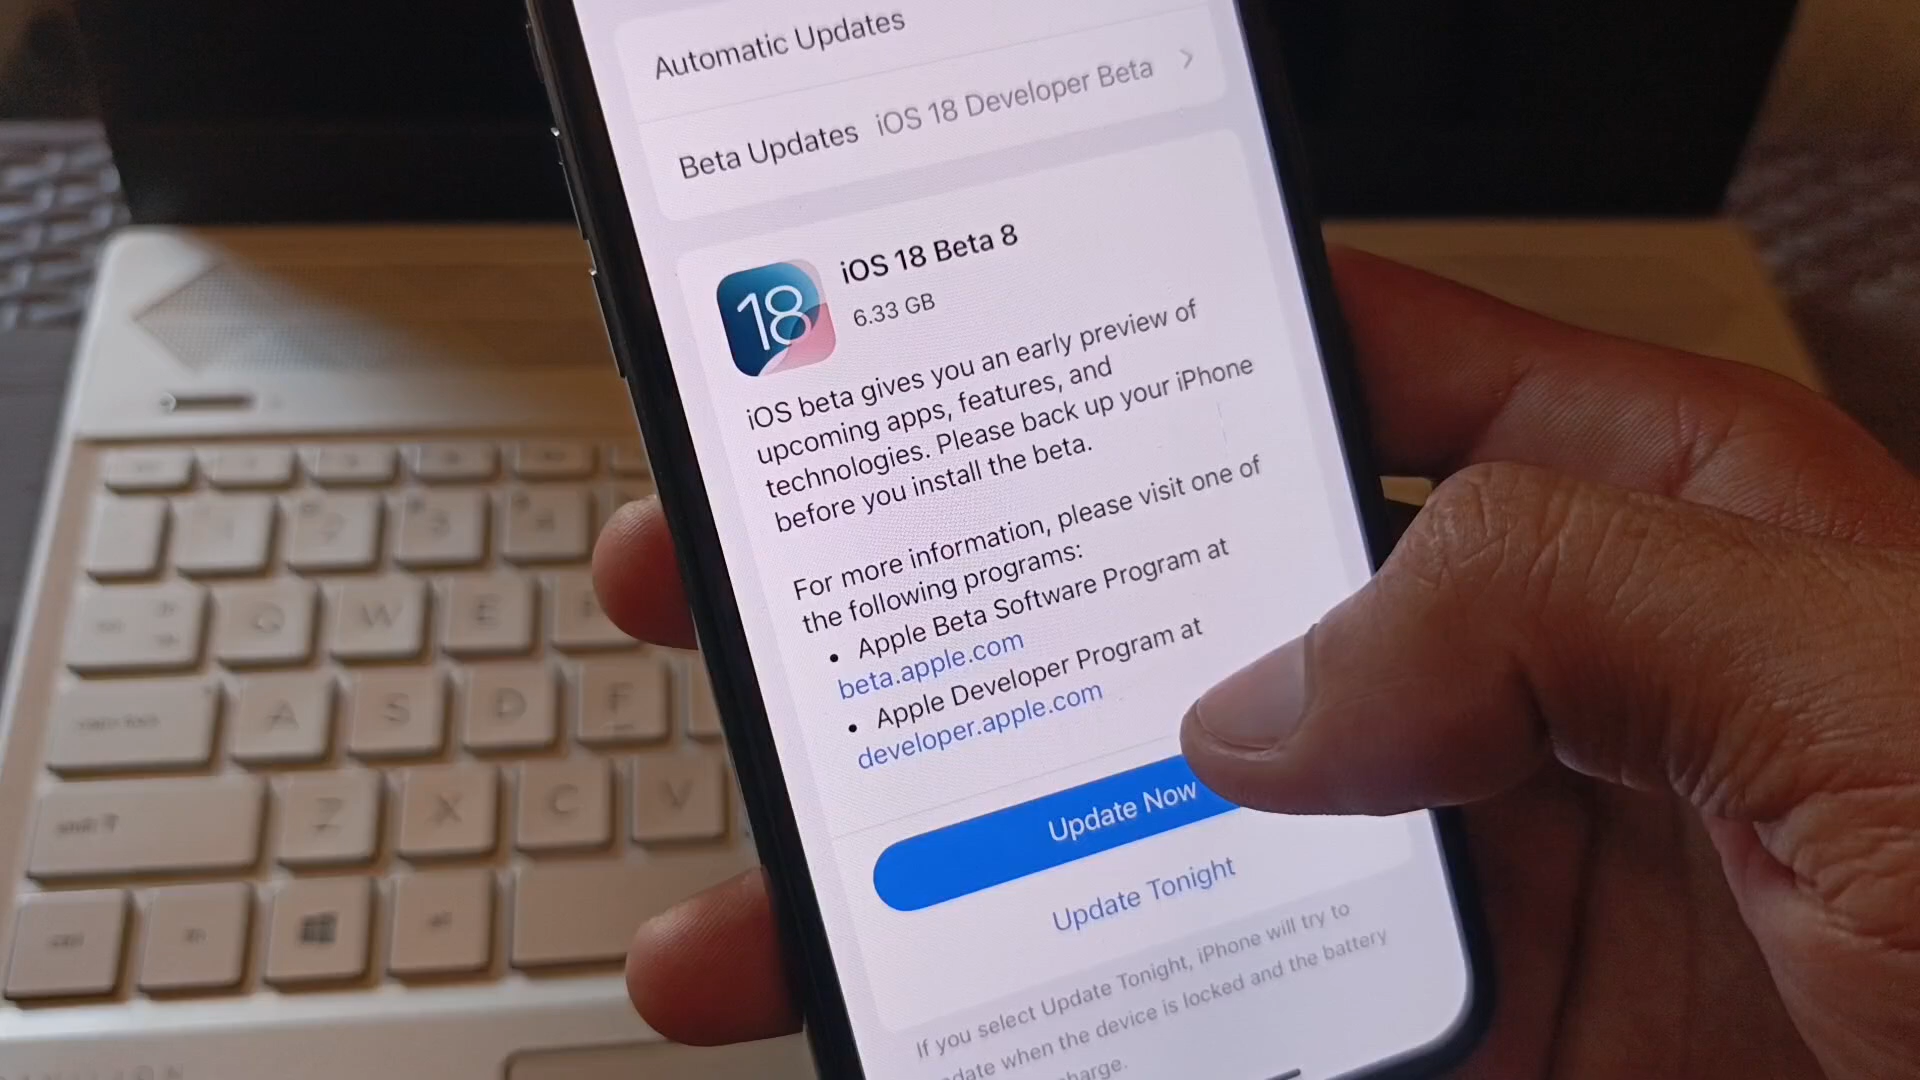 Automatic Updates
Beta Updates iOS 18 Developer Beta
18
iOS 18 Beta 8
6.33 GB
iOS beta gives you an early preview of
upcoming apps, features, and
technologies. Please back up your iPhone
before you install the beta.
For more information, please visit one of
the following programs:
• Apple Beta Software Program at
beta.apple.com
• Apple Developer Program at
developer.apple.com
Update Now
Update Tonight
If you select Update Tonight, iPhone will try to
when the device is locked and the battery
Q W E
A S D F
Z X C V